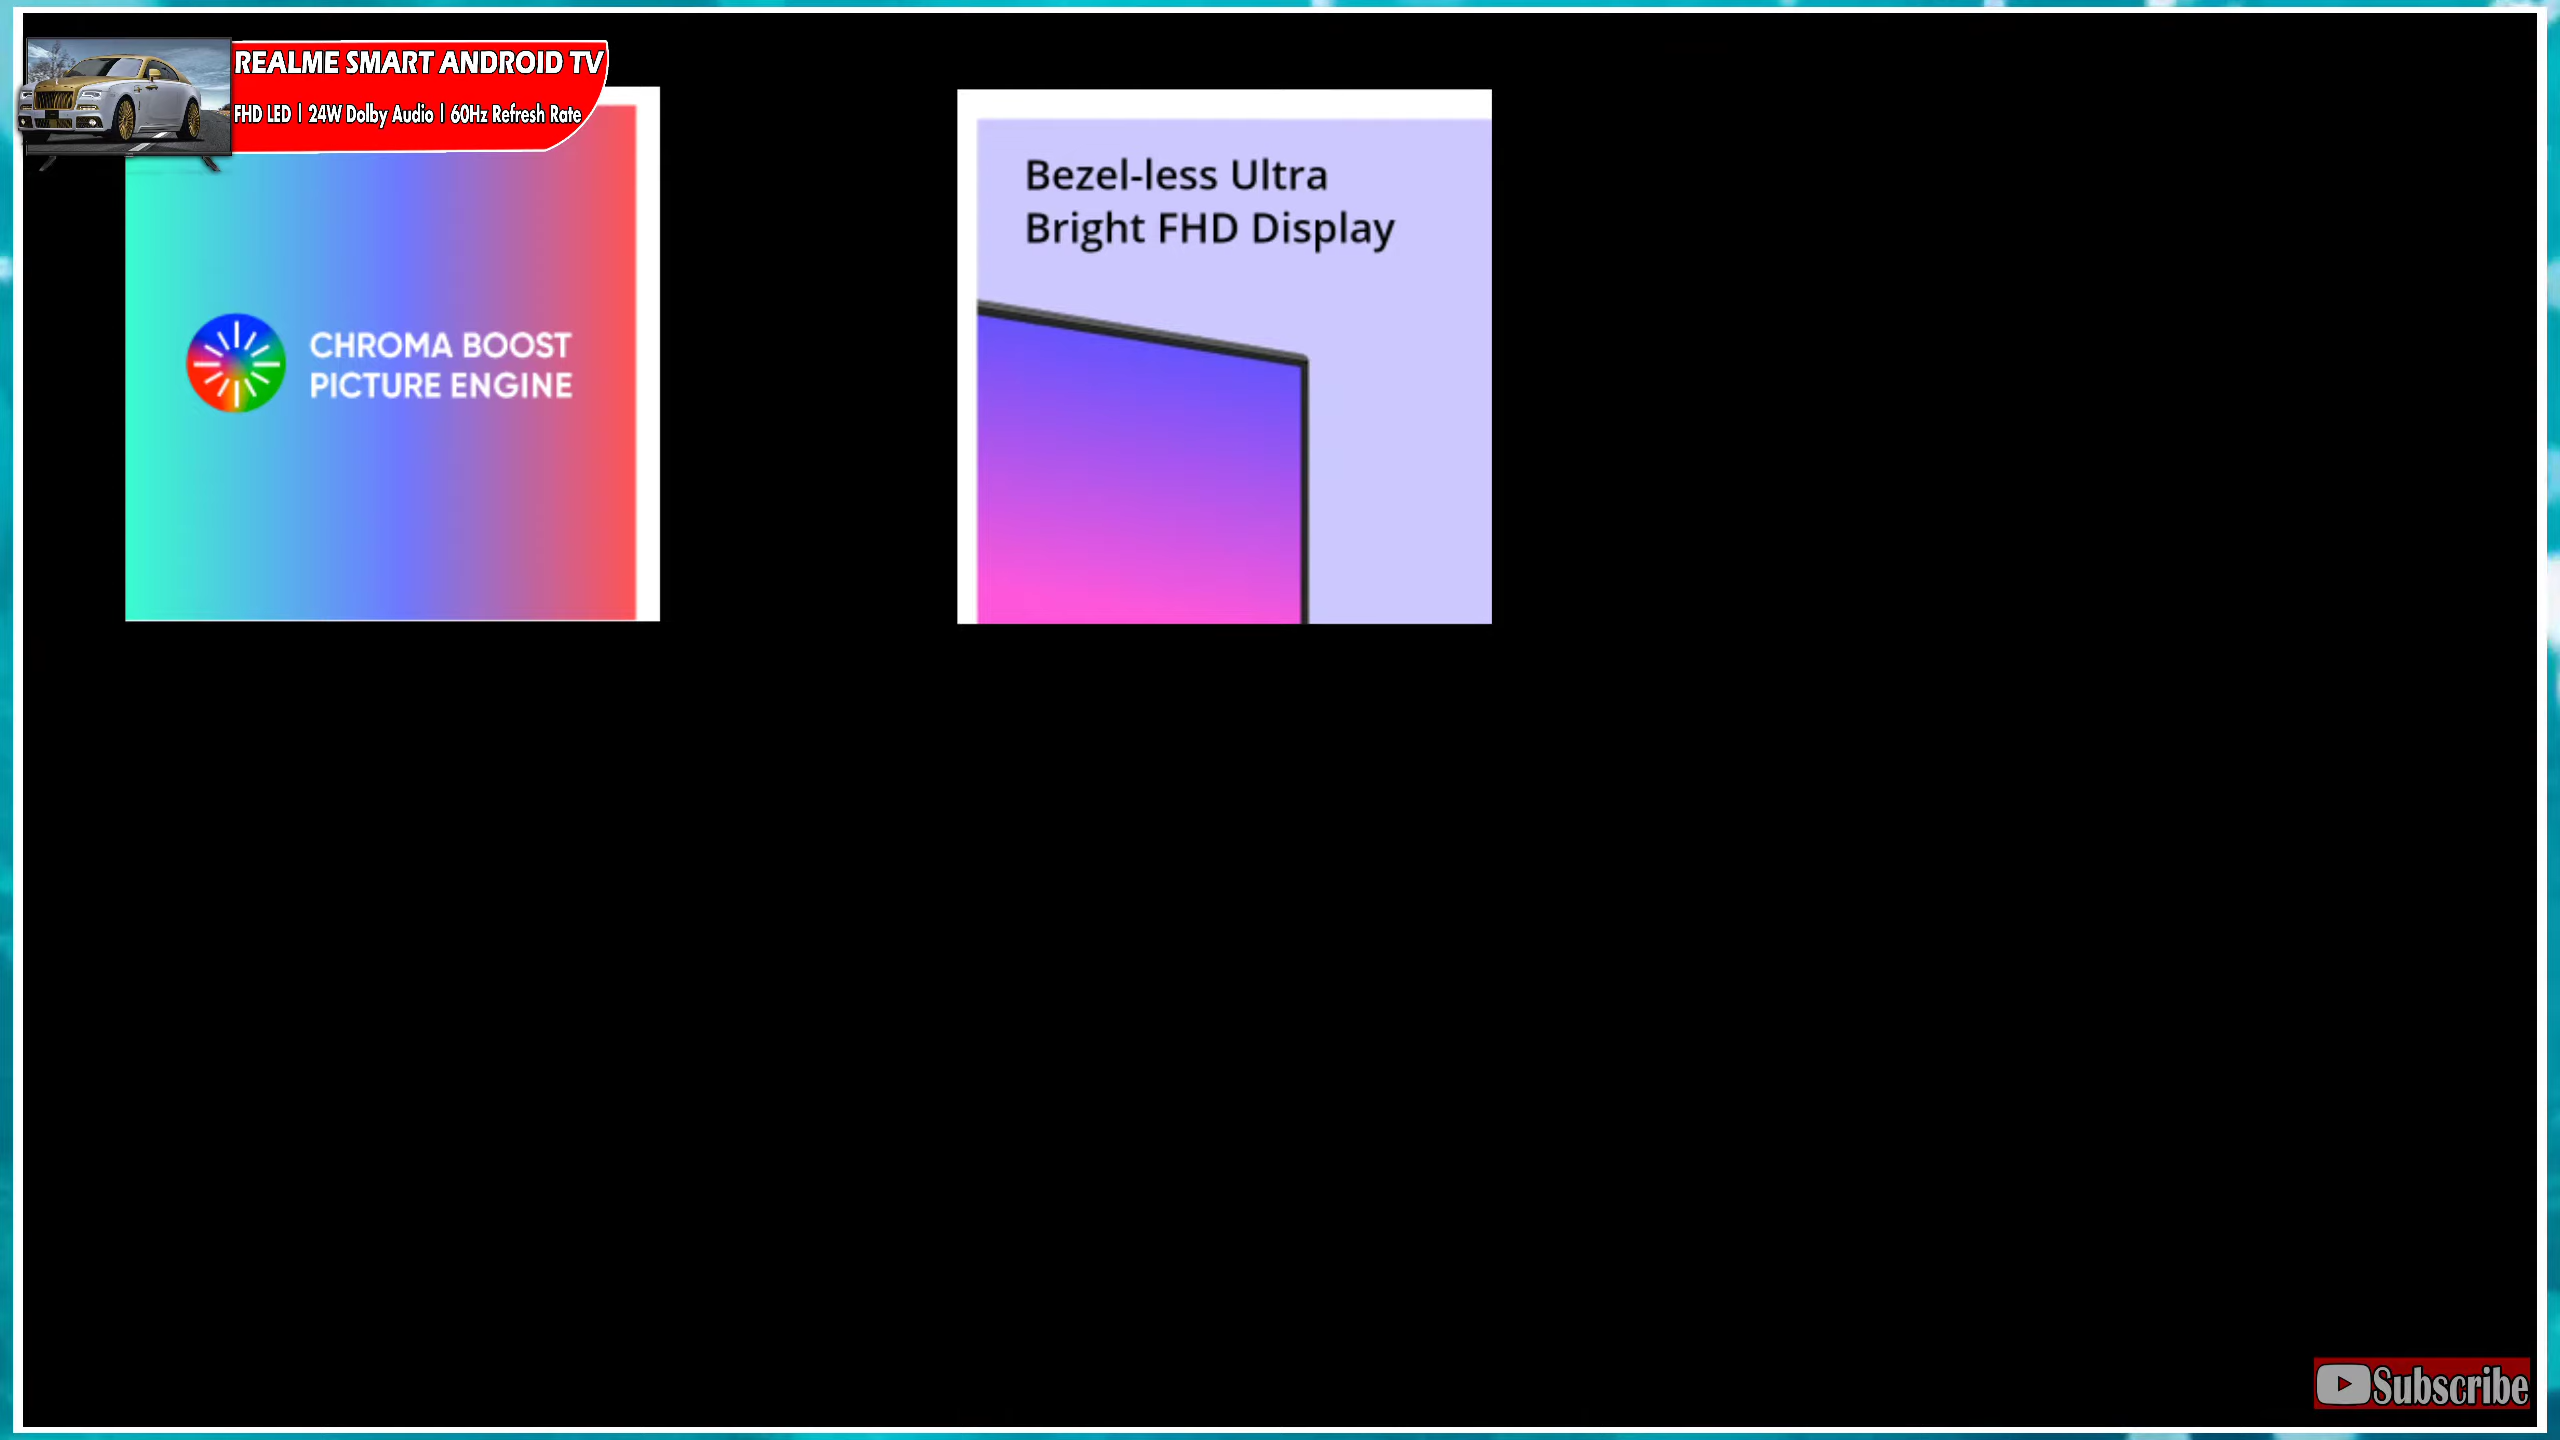 REALME SMART ANDROID TV
FHD LED | 24W Dolby Audio | 60Hz Refresh Rate
CHROMA BOOST
PICTURE ENGINE
Bezel-less Ultra
Bright FHD Display
Subscribe